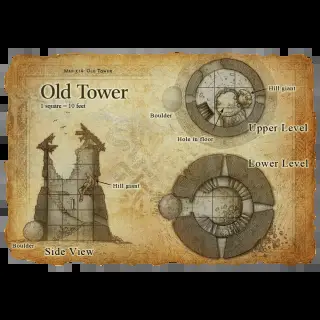 Old Tower
1 square = 10 feet
Hill giant
Boulder
Hole in floor
Upper Level
Lower Level
Hill giant
Boulder
Side View